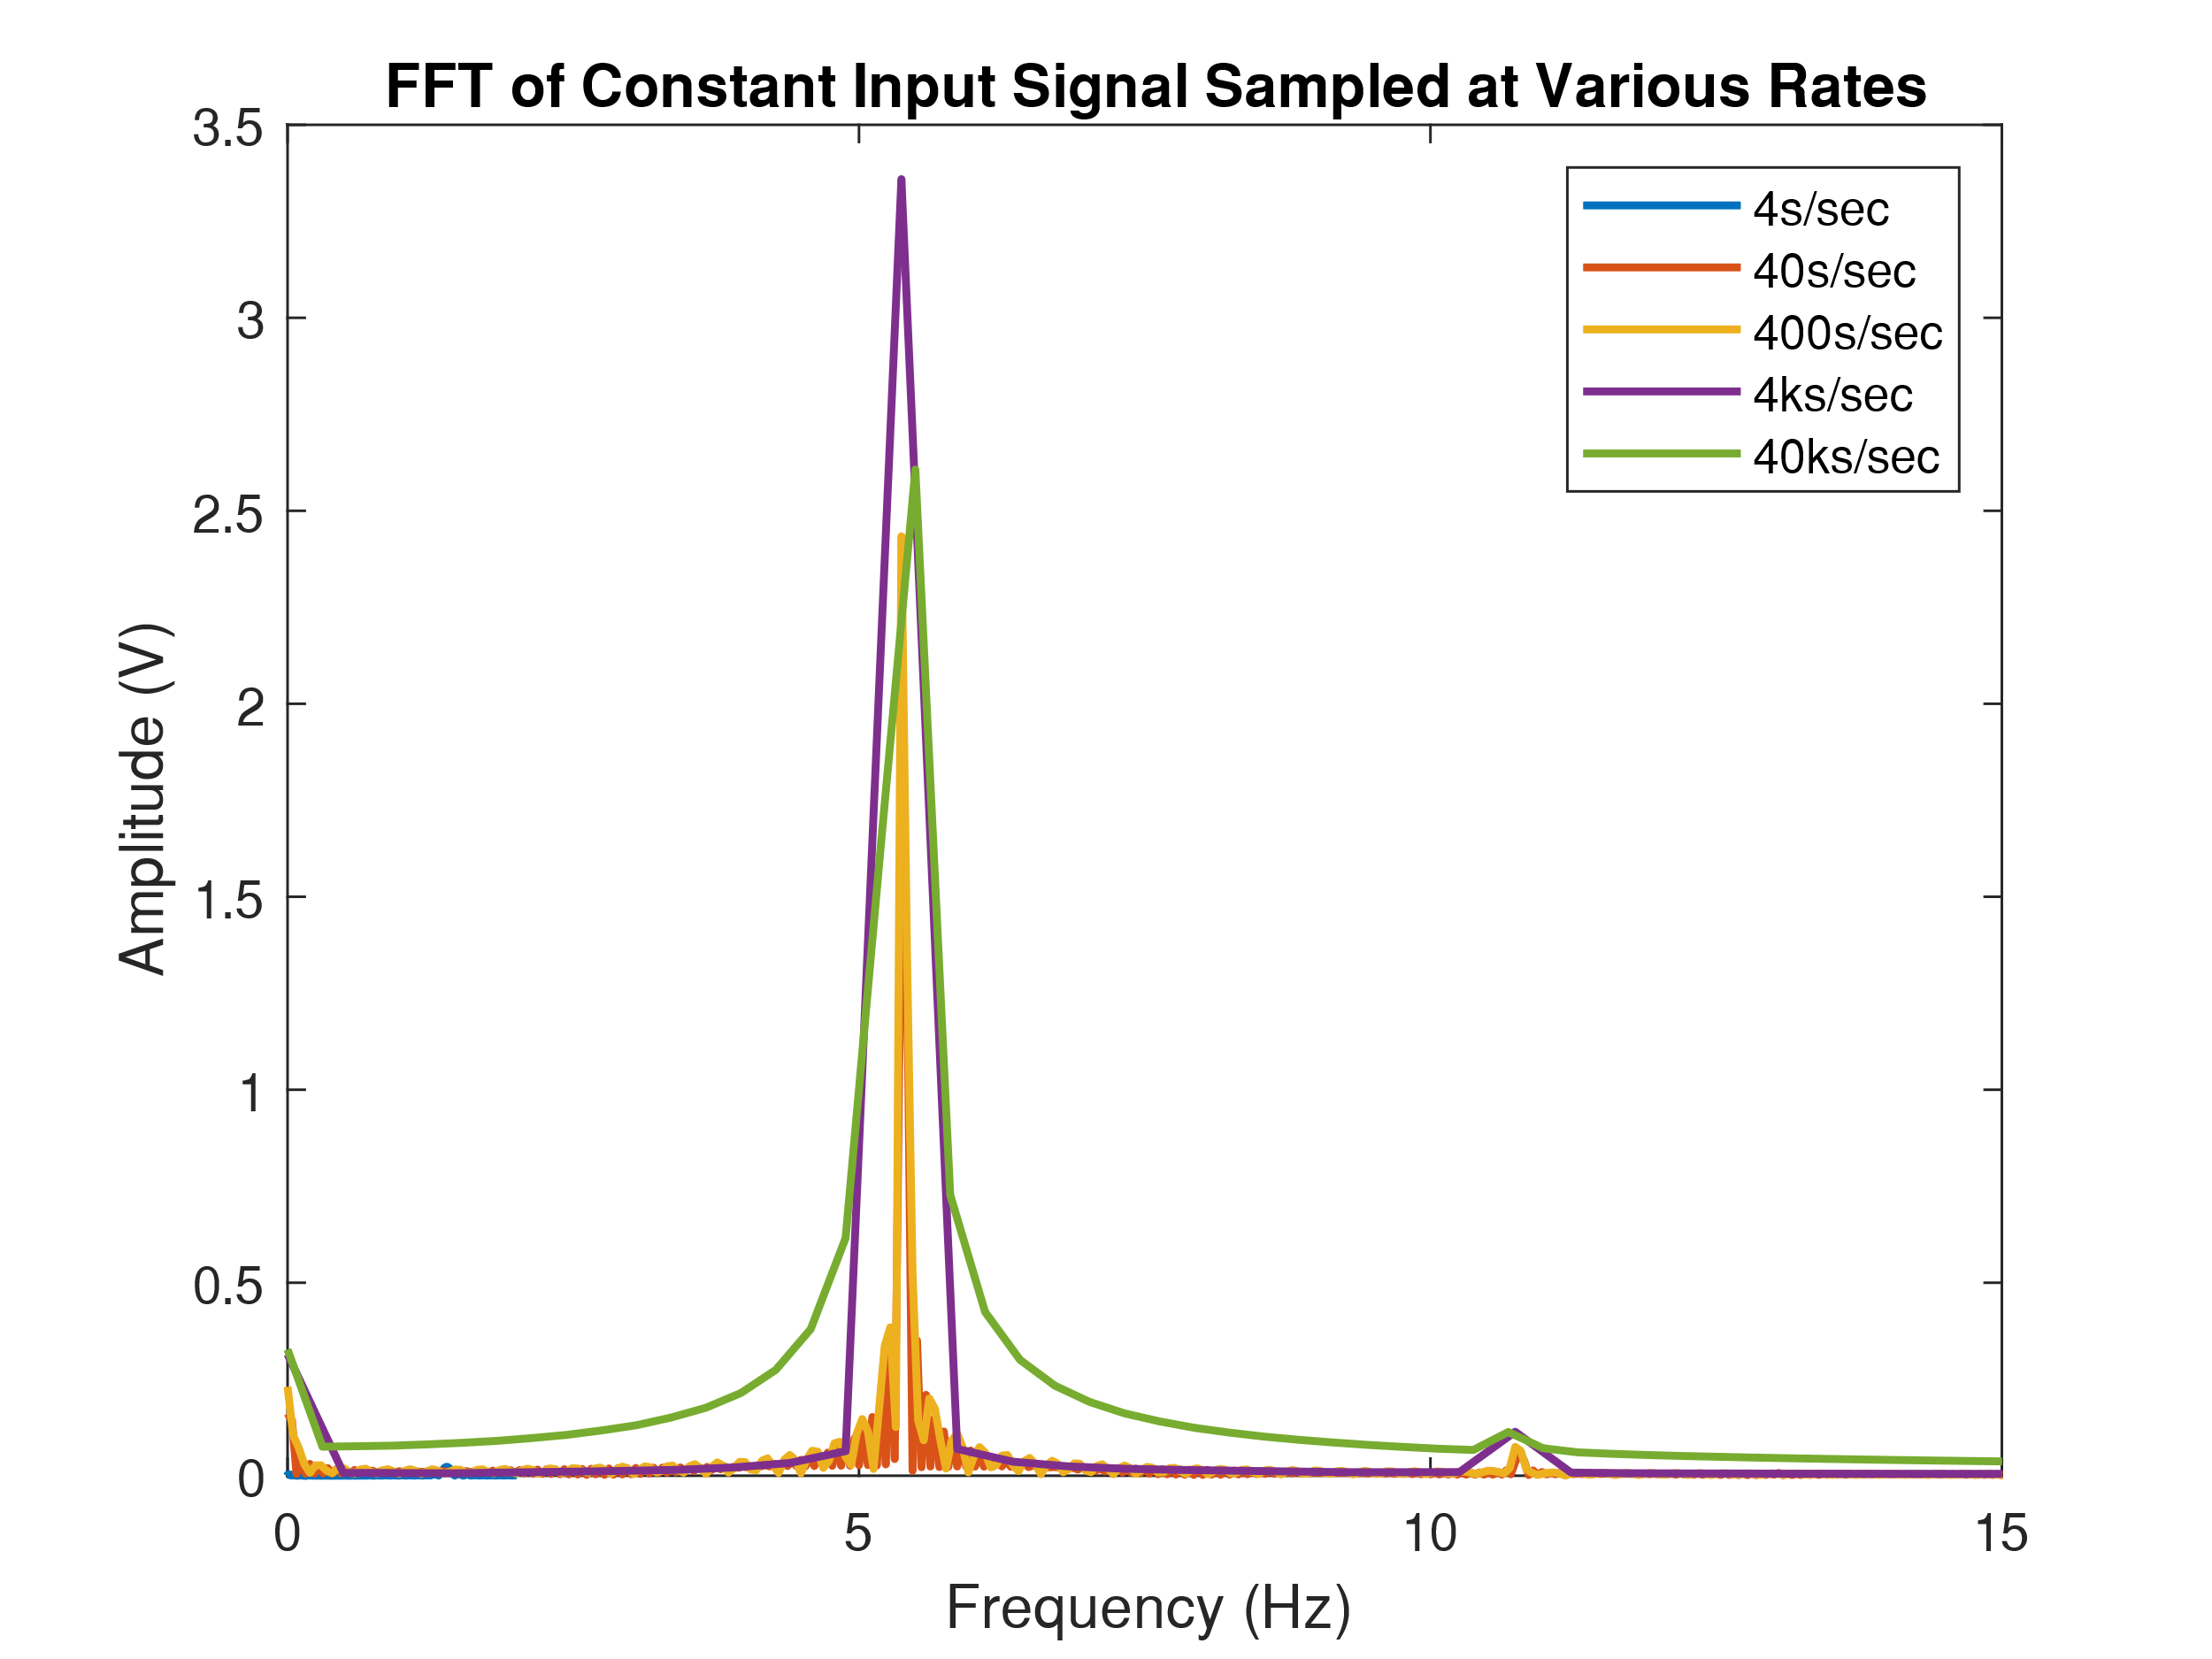 FFT of Constant Input Signal Sampled at Various Rates
3.5
3
2.5
2
1.5
1
0.5
0
Amplitude (V)
4s/sec
40s/sec
400s/sec
4ks/sec
40ks/sec
0 5 10 15
Frequency (Hz)